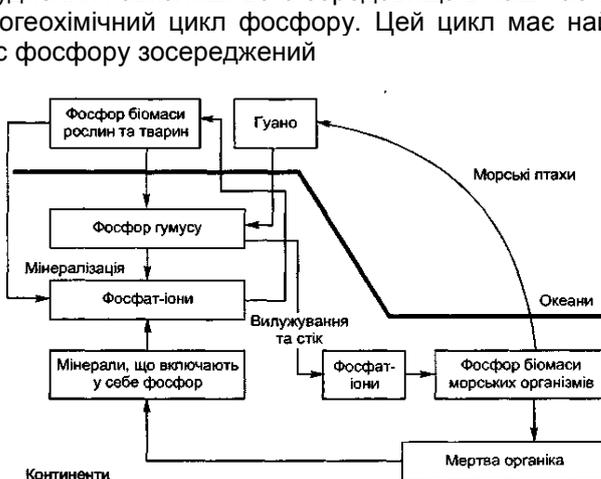 огеохімічний цикл фосфору. Цей цикл має най
с фосфору зосереджений
Фосфор біомаси
рослин та тварин
Гуано
Морські птахи
Фосфор гумусу
Мінералізація
Фосфат-іони
Океани
Вилужування
та стік
Мінерали, що включають
у себе фосфор
Фосфат-
іони
Фосфор біомаси
морських організмів
Мертва органіка
Континенти